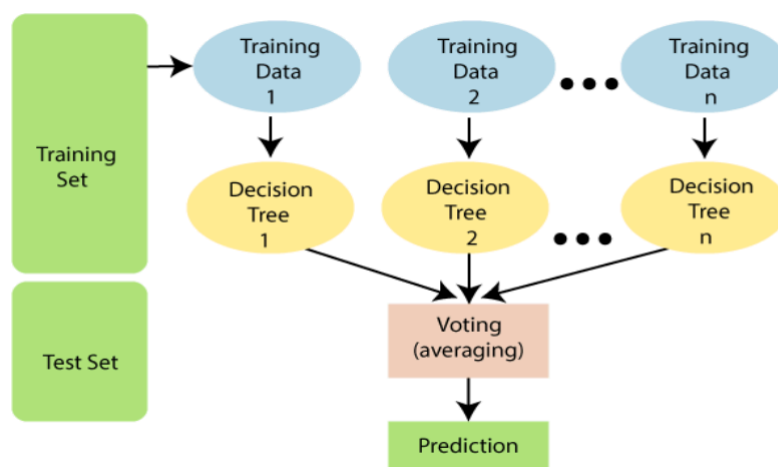 Training
Set
Test Set
Training
Data
1
Training
Data
2
Training
Data
n
Decision
Tree
1
Decision
Tree
2
Decision
Tree
n
Voting
(averaging)
Prediction